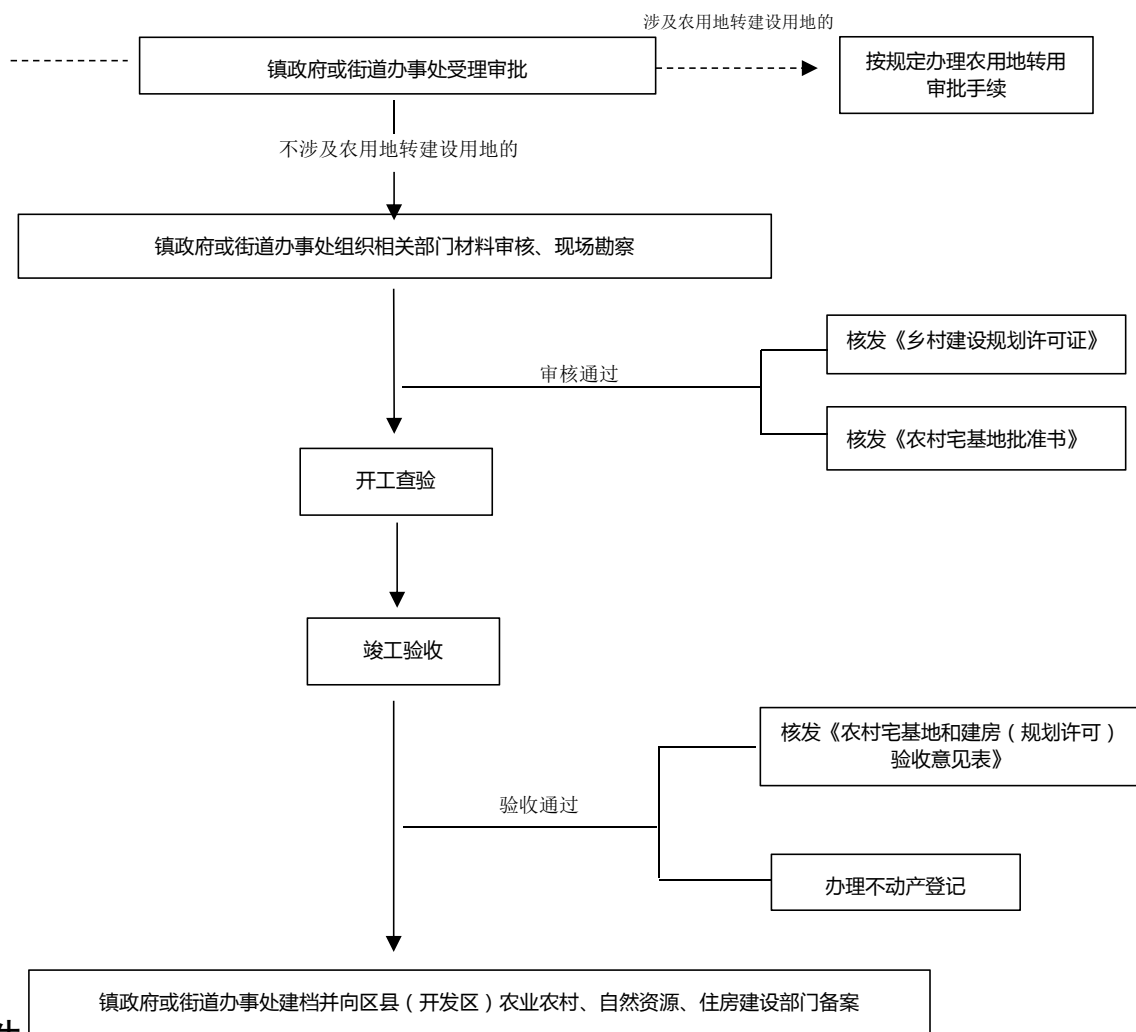 涉及农用地转建设用地的
镇政府或街道办事处受理审批
按规定办理农用地转用
审批手续
不涉及农用地转建设用地的
镇政府或街道办事处组织相关部门材料审核、现场勘察
核发《乡村建设规划许可证》
审核通过
核发《农村宅基地批准书》
开工查验
竣工验收
核发《农村宅基地和建房（规划许可）
验收意见表》
验收通过
办理不动产登记
镇政府或街道办事处建档并向区县（开发区）农业农村、自然资源、住房建设部门备案